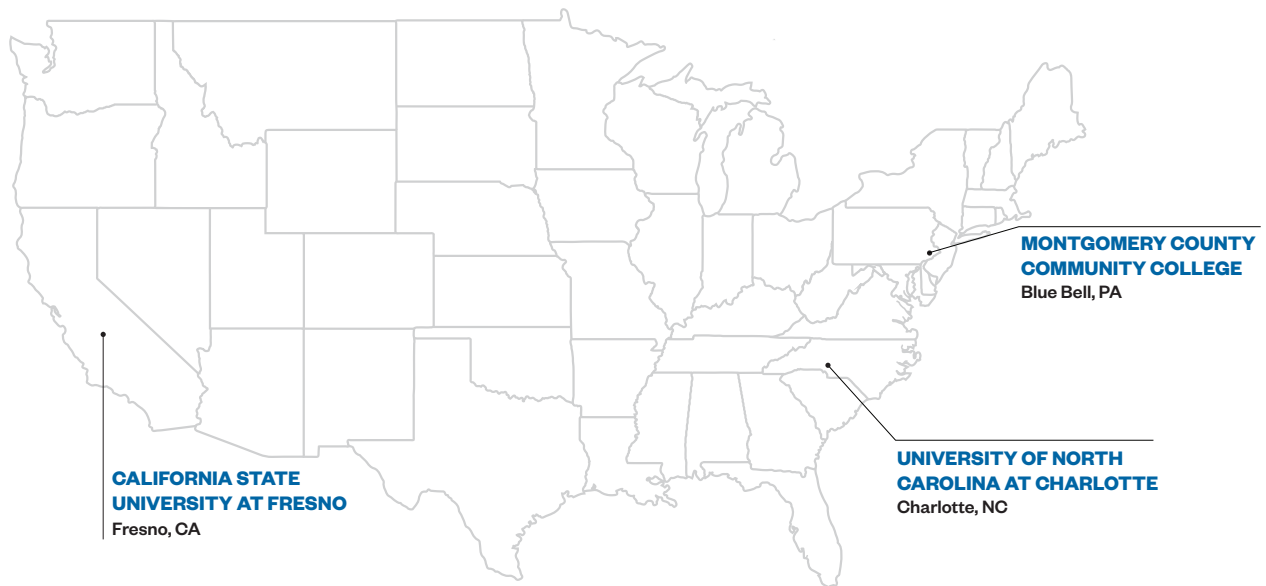 MONTGOMERY COUNTY
COMMUNITY COLLEGE
Blue Bell, PA
UNIVERSITY OF NORTH
CAROLINA AT CHARLOTTE
Charlotte, NC
CALIFORNIA STATE
UNIVERSITY AT FRESNO
Fresno, CA